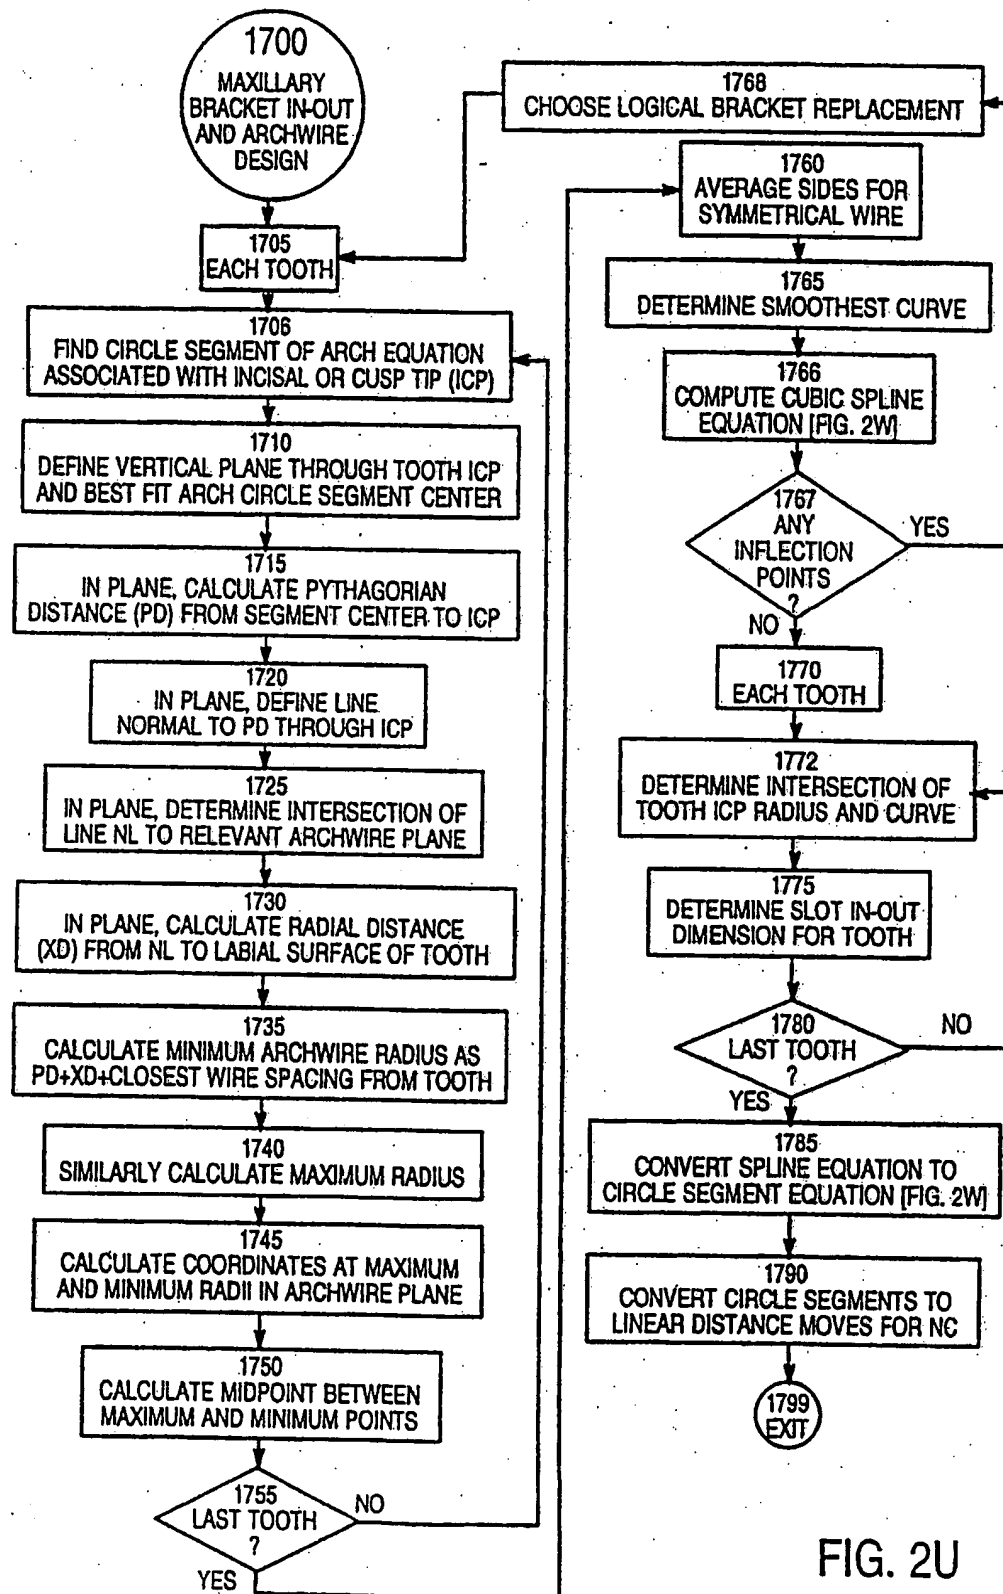 1700
MAXILLARY
BRACKET IN-OUT
AND ARCHWIRE
DESIGN
1705
EACH TOOTH
1706
FIND CIRCLE SEGMENT OF ARCH EQUATION
ASSOCIATED WITH INCISAL OR CUSP TIP (ICP)
1710
DEFINE VERTICAL PLANE THROUGH TOOTH ICP
AND BEST FIT ARCH CIRCLE SEGMENT CENTER
1715
IN PLANE, CALCULATE PYTHAGORIAN
DISTANCE (PD) FROM SEGMENT CENTER TO ICP
1720
IN PLANE, DEFINE LINE
NORMAL TO PD THROUGH ICP
1725
IN PLANE, DETERMINE INTERSECTION OF
LINE NL TO RELEVANT ARCHWIRE PLANE
1730
IN PLANE, CALCULATE RADIAL DISTANCE
(XD) FROM NL TO LABIAL SURFACE OF TOOTH
1735
CALCULATE MINIMUM ARCHWIRE RADIUS AS
PD+XD+CLOSEST WIRE SPACING FROM TOOTH
1740
SIMILARLY CALCULATE MAXIMUM RADIUS
1745
CALCULATE COORDINATES AT MAXIMUM
AND MINIMUM RADII IN ARCHWIRE PLANE
1750
CALCULATE MIDPOINT BETWEEN
MAXIMUM AND MINIMUM POINTS
1755
LAST TOOTH
?
NO
YES
1768
CHOOSE LOGICAL BRACKET REPLACEMENT
1760
AVERAGE SIDES FOR
SYMMETRICAL WIRE
1765
DETERMINE SMOOTHEST CURVE
1766
COMPUTE CUBIC SPLINE
EQUATION [FIG. 2W]
1767
ANY
INFLECTION
POINTS
?
YES
NO
1770
EACH TOOTH
1772
DETERMINE INTERSECTION OF
TOOTH ICP RADIUS AND CURVE
1775
DETERMINE SLOT IN-OUT
DIMENSION FOR TOOTH
1780
LAST TOOTH
?
NO
YES
1785
CONVERT SPLINE EQUATION TO
CIRCLE SEGMENT EQUATION [FIG. 2W]
1790
CONVERT CIRCLE SEGMENTS TO
LINEAR DISTANCE MOVES FOR NC
1799
EXIT
FIG. 2U